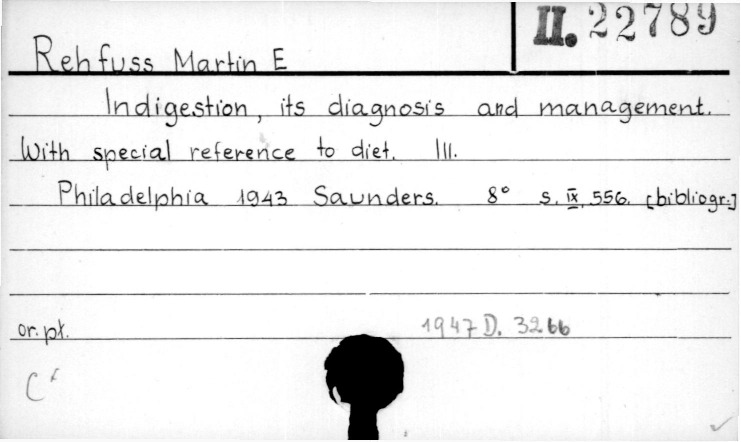 II. 22789
Rehfuss Martin E
Indigestion, its diagnosis and management.
With special reference to diet. Ill.
Philadelphia 1943 Saunders. 8° s. IX, 556. [bibliogr.]
or. pt.
1947 D. 3266